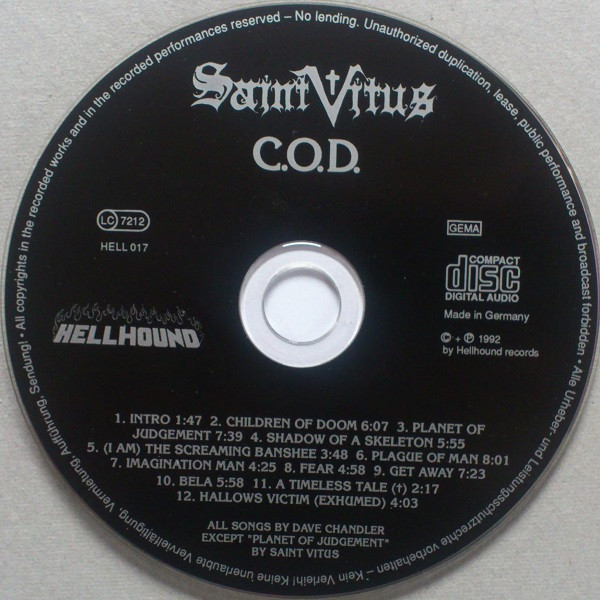 Saint Vitus
C.O.D.
LC 7212
HELL 017
GEMA
COMPACT
disc
DIGITAL AUDIO
Made in Germany
© + ℗ 1992
by Hellhound records
HELLHOUND
1. INTRO 1:47 2. CHILDREN OF DOOM 6:07 3. PLANET OF
JUDGEMENT 7:39 4. SHADOW OF A SKELETON 5:55
5. (I AM) THE SCREAMING BANSHEE 3:48 6. PLAGUE OF MAN 8:01
7. IMAGINATION MAN 4:25 8. FEAR 4:58 9. GET AWAY 7:23
10. BELA 5:58 11. A TIMELESS TALE (†) 2:17
12. HALLOWS VICTIM (EXHUMED) 4:03
ALL SONGS BY DAVE CHANDLER
EXCEPT "PLANET OF JUDGEMENT"
BY SAINT VITUS
• All copyrights in the recorded works and in the recorded performances reserved – No lending. Unauthorized duplication, lease, public performance and broadcast forbidden • Alle Urheber- und Leistungsschutzrechte vorbehalten – Kein Verleih! Keine unerlaubte Vervielfältigung, Vermietung, Aufführung, Sendung!